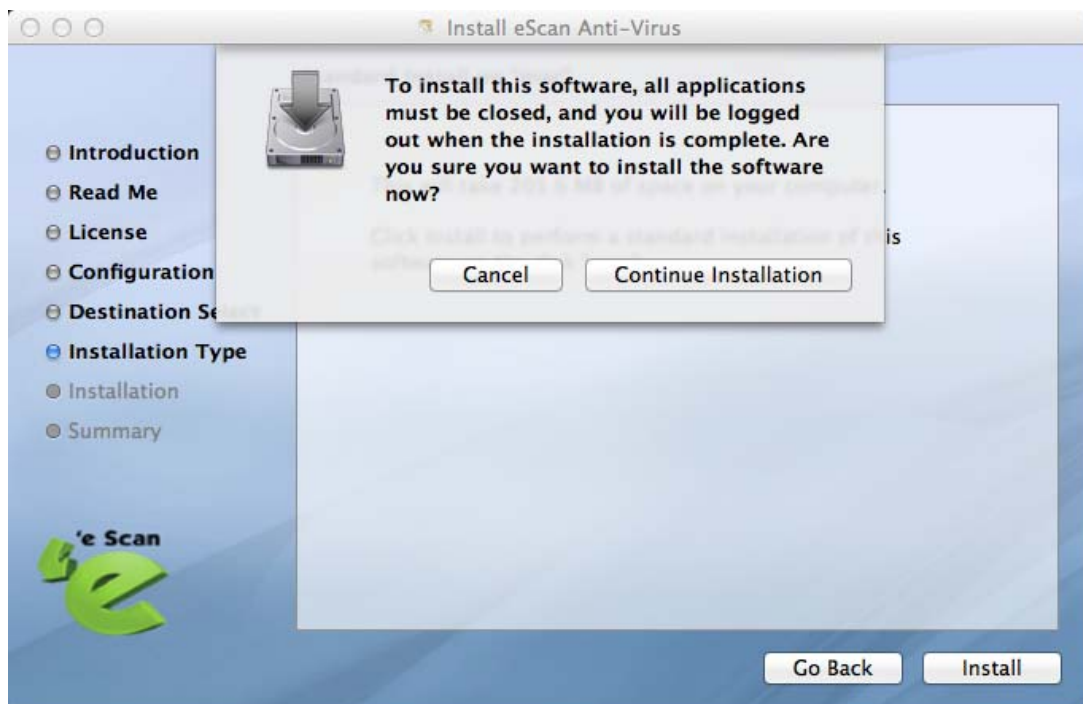 Install eScan Anti-Virus
To install this software, all applications
must be closed, and you will be logged
out when the installation is complete. Are
you sure you want to install the software
now?
Cancel
Continue Installation
is
Introduction
Read Me
License
Configuration
Destination
Installation Type
Installation
Summary
e Scan
Go Back
Install